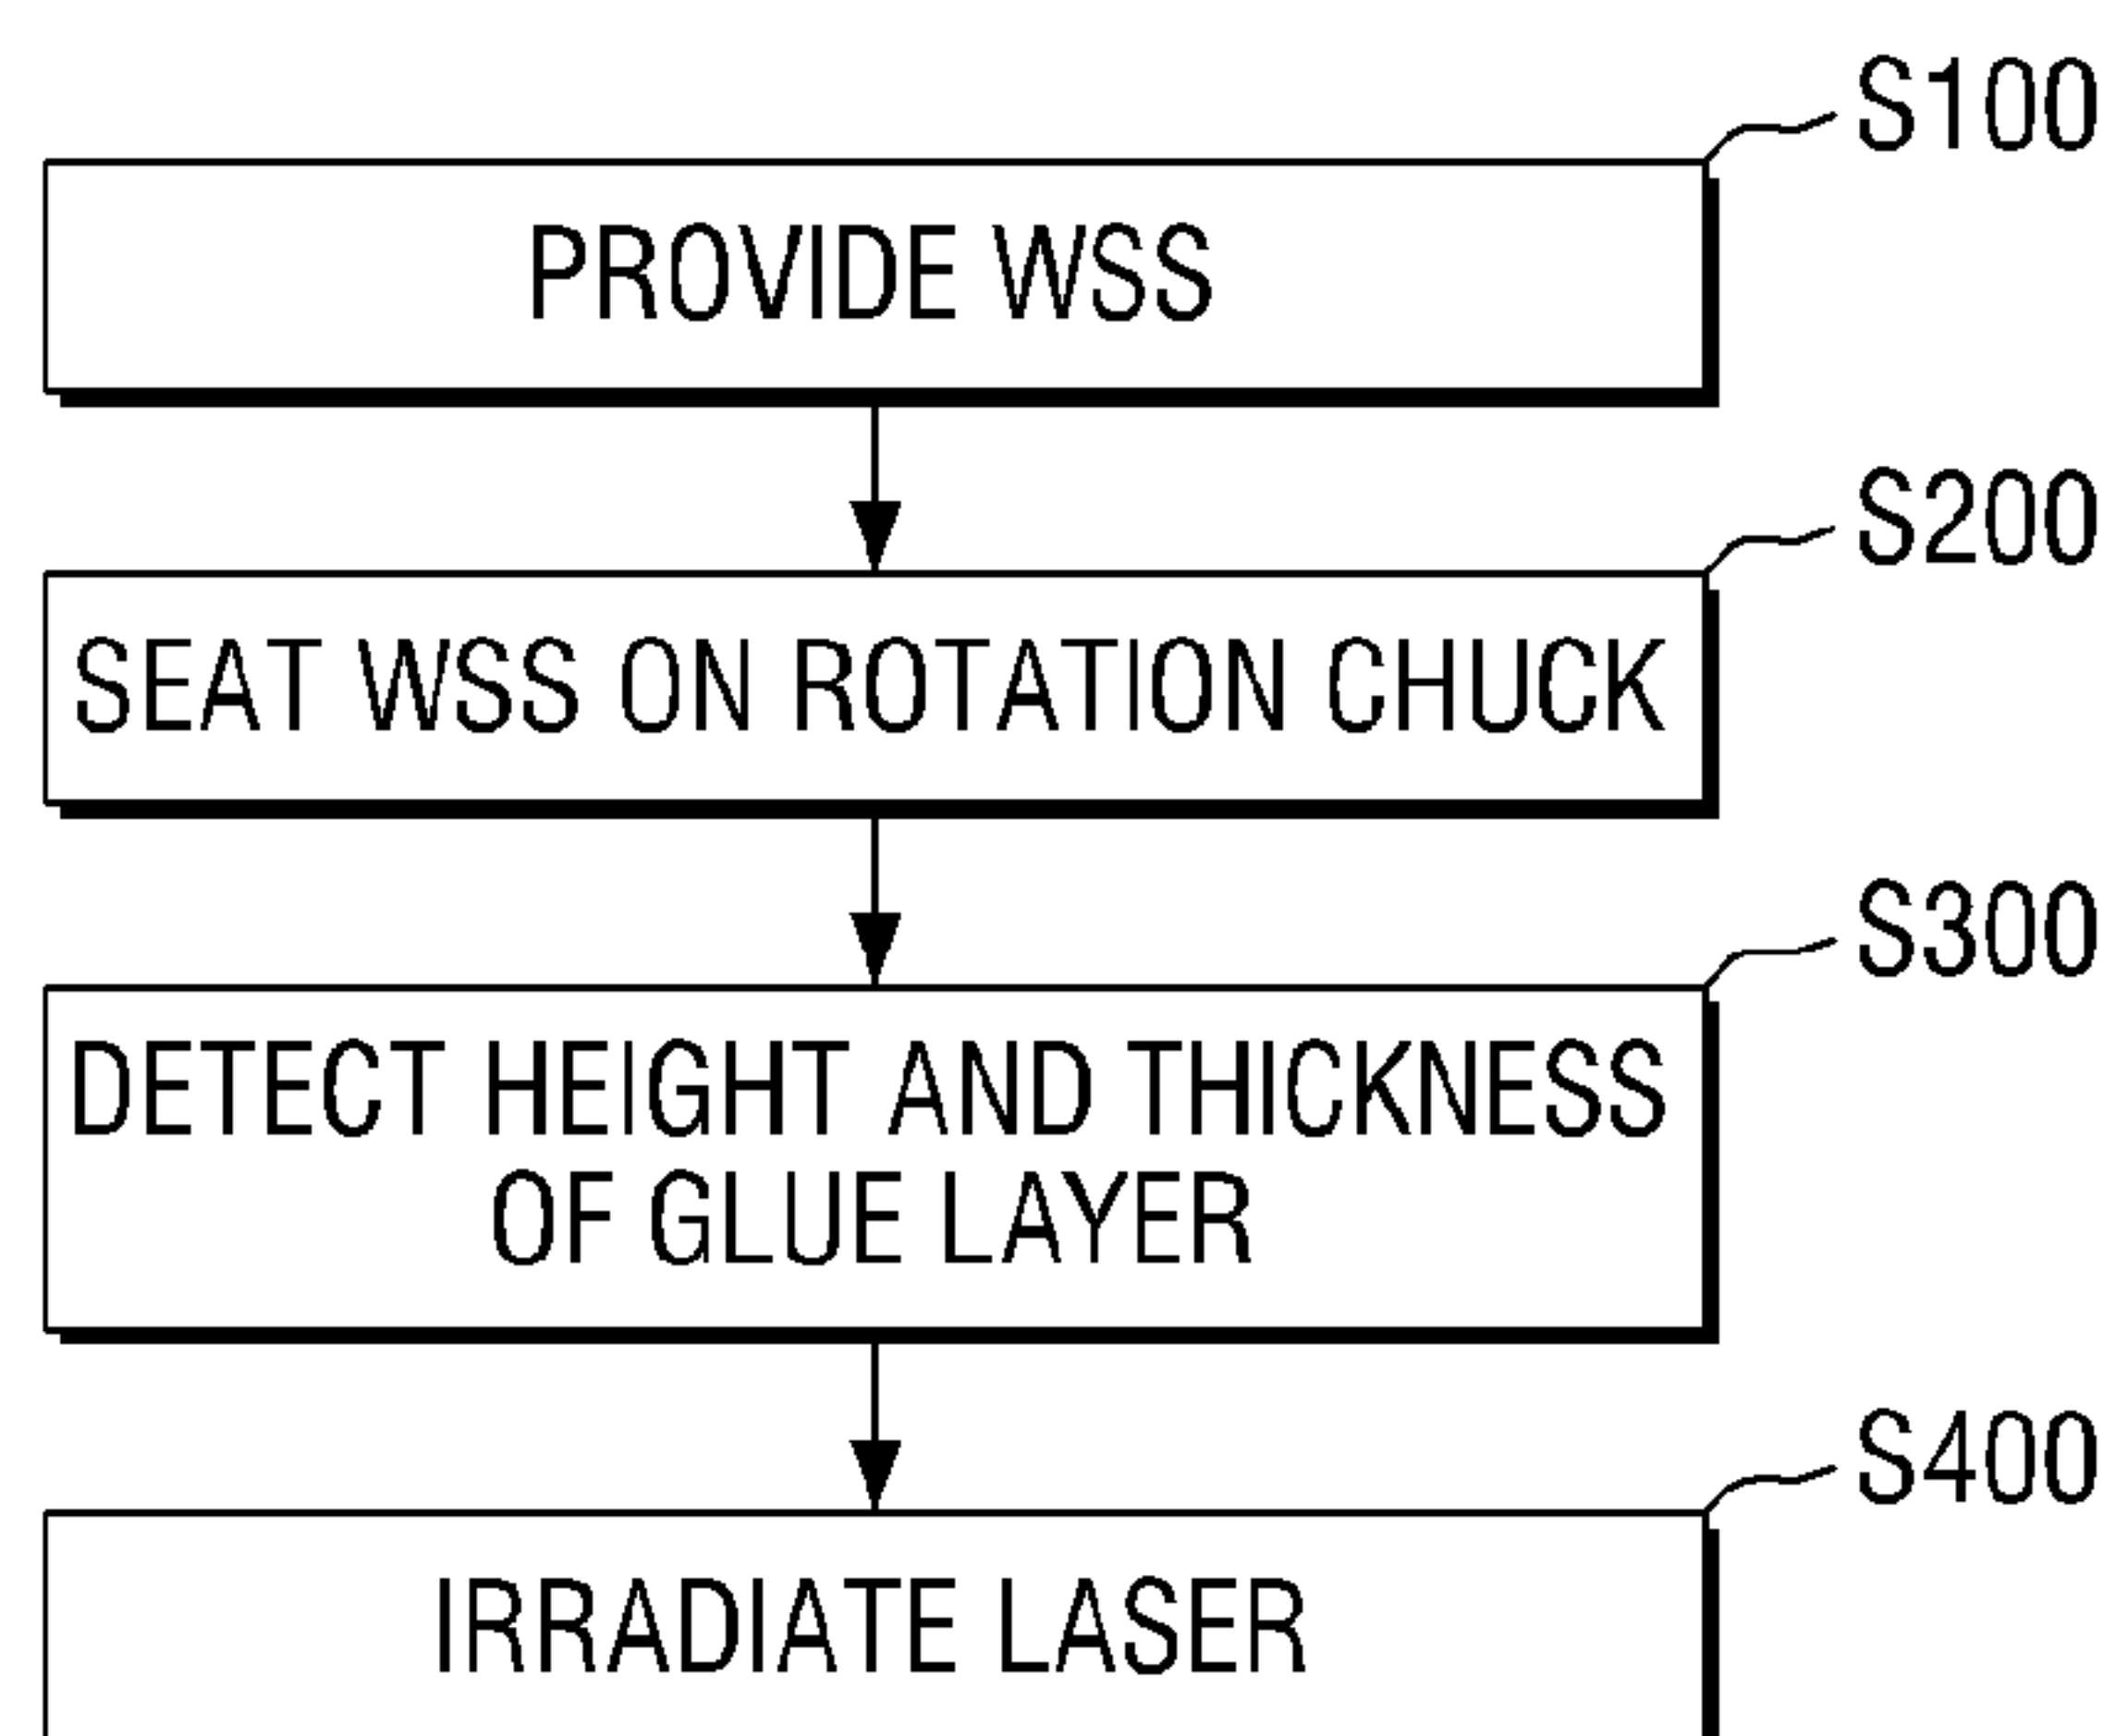 S100
PROVIDE WSS
S200
SEAT WSS ON ROTATION CHUCK
S300
DETECT HEIGHT AND THICKNESS
OF GLUE LAYER
S400
IRRADIATE LASER